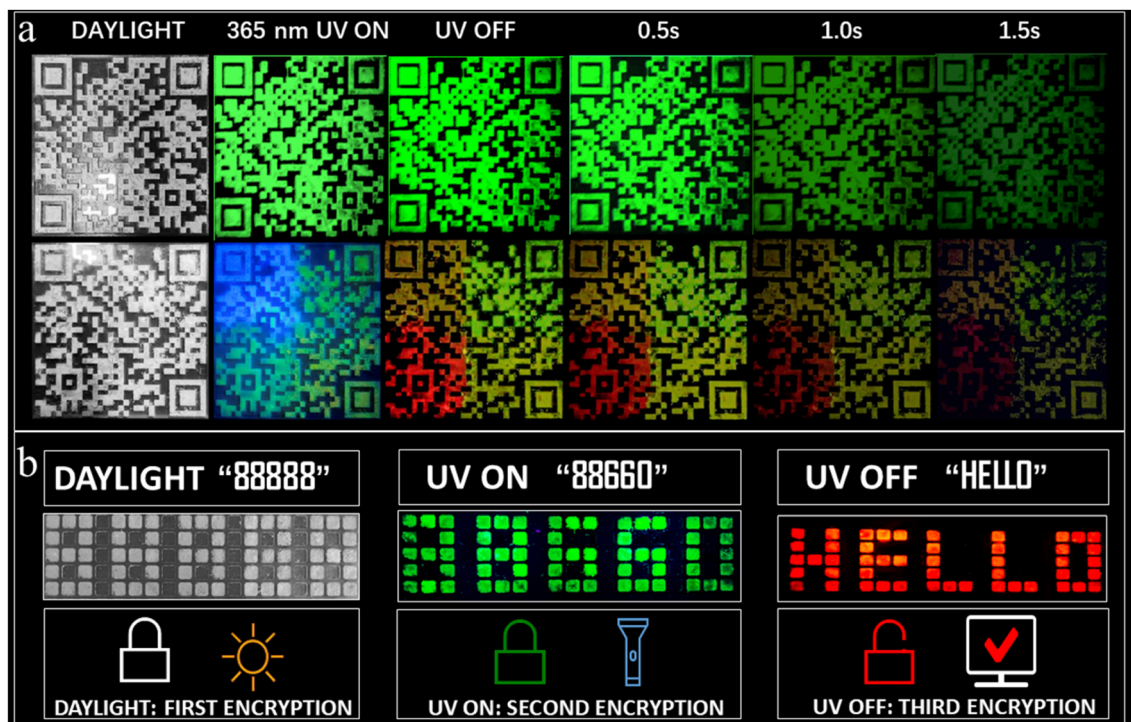 a
DAYLIGHT 365 nm UV ON UV OFF 0.5s 1.0s 1.5s
b
DAYLIGHT “88888” UV ON “88660” UV OFF “HELLO”
HELLO
DAYLIGHT: FIRST ENCRYPTION UV ON: SECOND ENCRYPTION UV OFF: THIRD ENCRYPTION